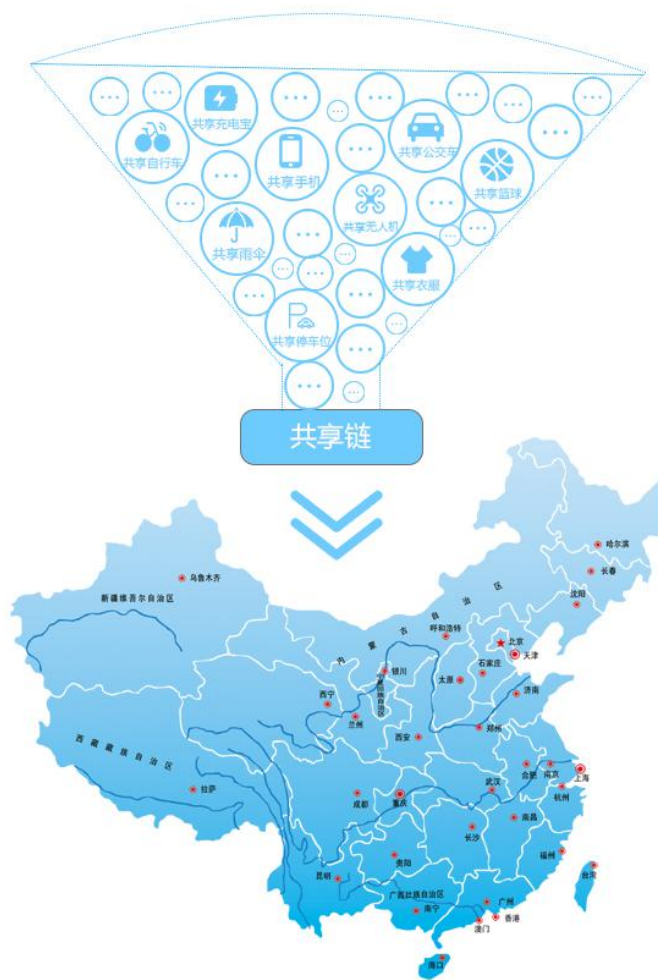 共享充电宝
共享自行车
共享手机
共享公交车
共享篮球
共享无人机
共享雨伞
共享衣服
共享停车位
共享链
哈尔滨
长春
乌鲁木齐
沈阳
新疆维吾尔自治区
内蒙古自治区
呼和浩特
北京
天津
石家庄
银川
太原
宁夏回族自治区
济南
西宁
兰州
西安
郑州
西藏藏族自治区
合肥
南京
上海
拉萨
成都
重庆
武汉
杭州
南昌
长沙
福州
贵阳
昆明
台湾
广西壮族自治区
广州
南宁
香港
澳门
海口